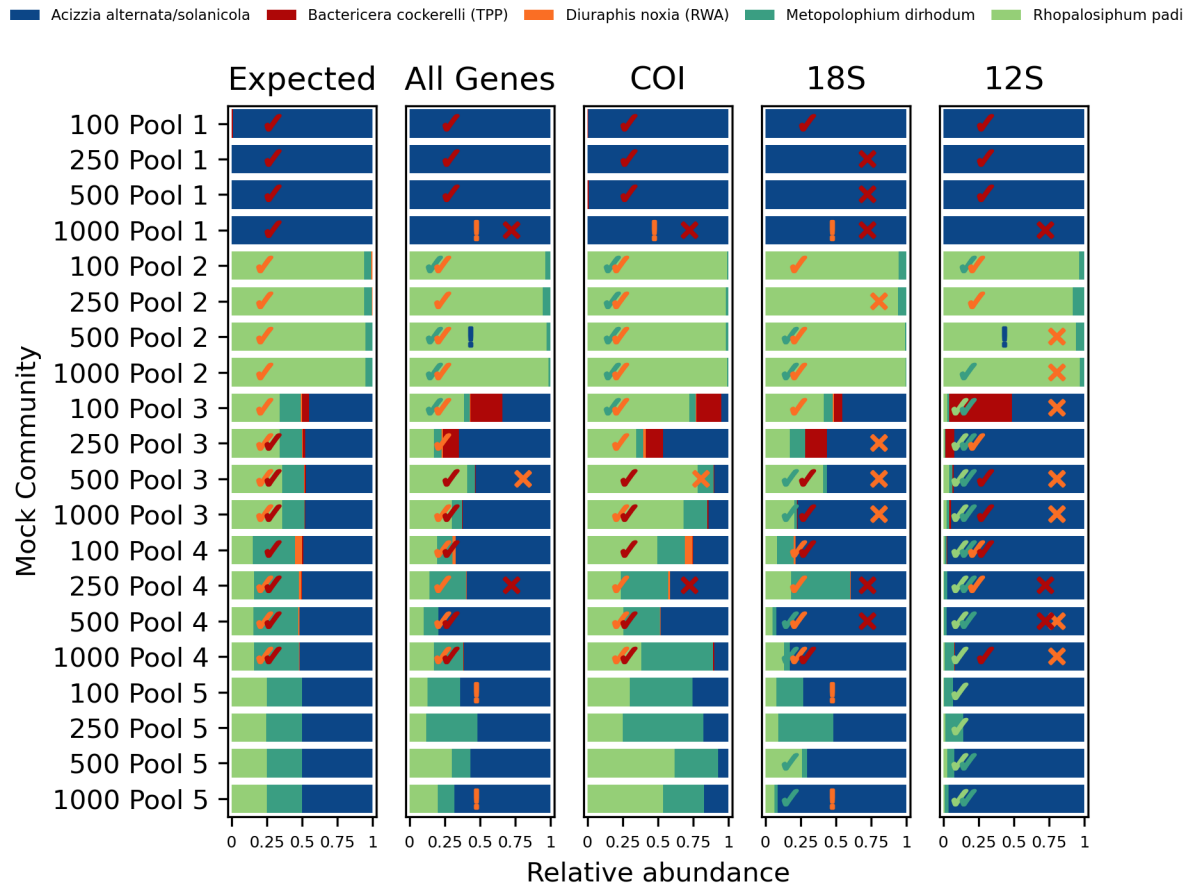 Acizzia alternata/solanicola Bactericera cockerelli (TPP) Diuraphis noxia (RWA) Metopolophium dirhodum Rhopalosiphum padi
Expected All Genes COI 18S 12S
Mock Community
100 Pool 1
250 Pool 1
500 Pool 1
1000 Pool 1
100 Pool 2
250 Pool 2
500 Pool 2
1000 Pool 2
100 Pool 3
250 Pool 3
500 Pool 3
1000 Pool 3
100 Pool 4
250 Pool 4
500 Pool 4
1000 Pool 4
100 Pool 5
250 Pool 5
500 Pool 5
1000 Pool 5
0 0.25 0.5 0.75 1 0 0.25 0.5 0.75 1 0 0.25 0.5 0.75 1 0 0.25 0.5 0.75 1 0 0.25 0.5 0.75 1
Relative abundance